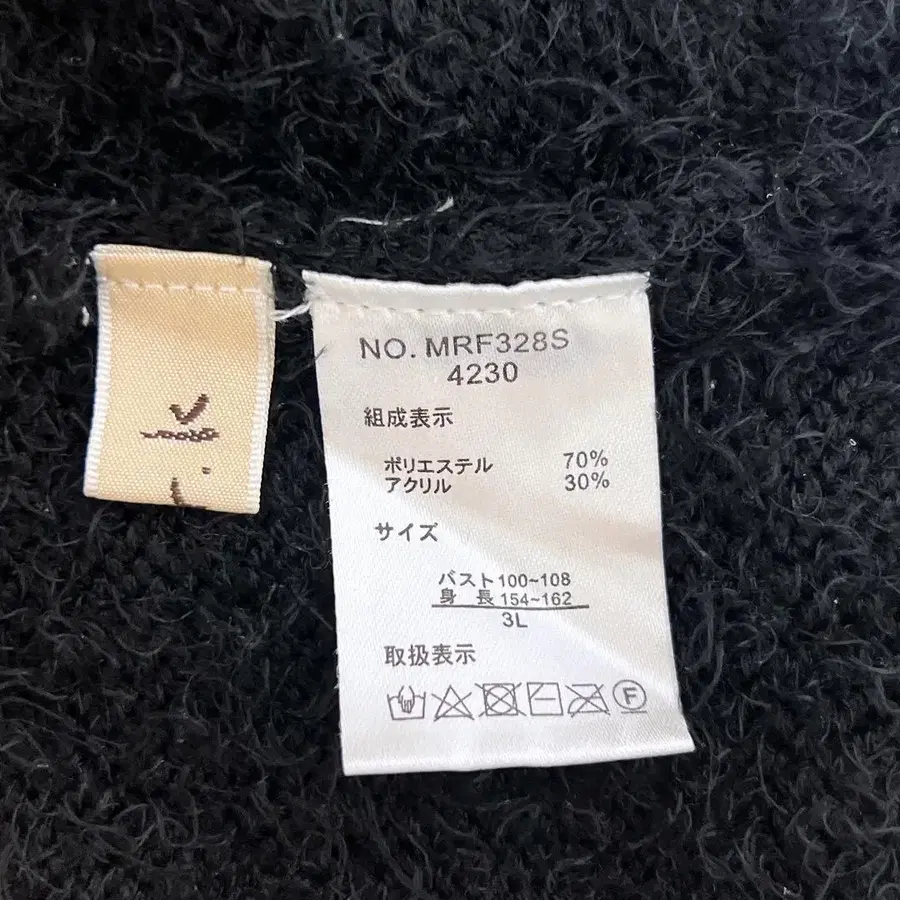 NO. MRF328S
4230
組成表示
ポリエステル 70%
アクリル 30%
サイズ
バスト100~108
身 長154~162
3L
取扱表示
F